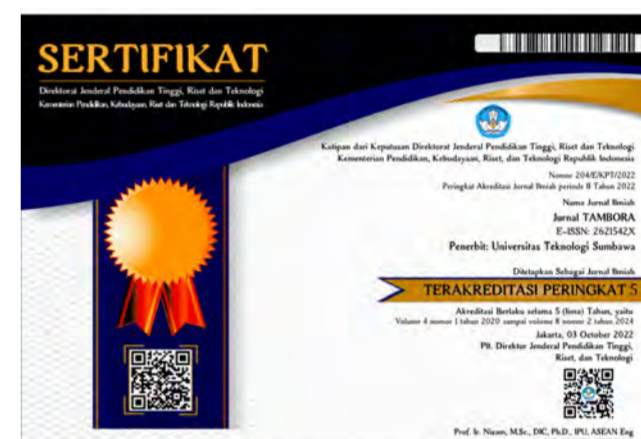 SERTIFIKAT
Direktorat Jenderal Pendidikan Tinggi, Riset dan Teknologi
Kementerian Pendidikan, Kebudayaan, Riset dan Teknologi Republik Indonesia
Kutipan dari Keputusan Direktorat Jenderal Pendidikan Tinggi, Riset dan Teknologi
Kementerian Pendidikan, Kebudayaan, Riset, dan Teknologi Republik Indonesia
Nomor 204/E/KPT/2022
Peringkat Akreditasi Jurnal Ilmiah periode II Tahun 2022
Nama Jurnal Ilmiah
Jurnal TAMBORA
E-ISSN: 2621542X
Penerbit: Universitas Teknologi Sumbawa
Ditetapkan Sebagai Jurnal Ilmiah
TERAKREDITASI PERINGKAT 5
Akreditasi Berlaku selama 5 (lima) Tahun, yaitu
Volume 4 nomor 1 tahun 2020 sampai volume 8 nomor 2 tahun 2024
Jakarta, 03 October 2022
Plt. Direktur Jenderal Pendidikan Tinggi,
Riset, dan Teknologi
Prof. Ir. Nizam, M.Sc., DIC, Ph.D., IPU, ASEAN Eng